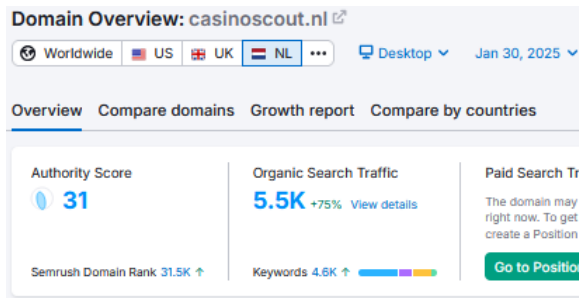 Domain Overview: casinoscout.nl
Worldwide US UK NL ••• Desktop Jan 30, 2025
Overview Compare domains Growth report Compare by countries
Authority Score Organic Search Traffic Paid Search Tr
31 5.5K +75% View details The domain may
right now. To get
create a Position
Semrush Domain Rank 31.5K ↑ Keywords 4.6K ↑ Go to Position